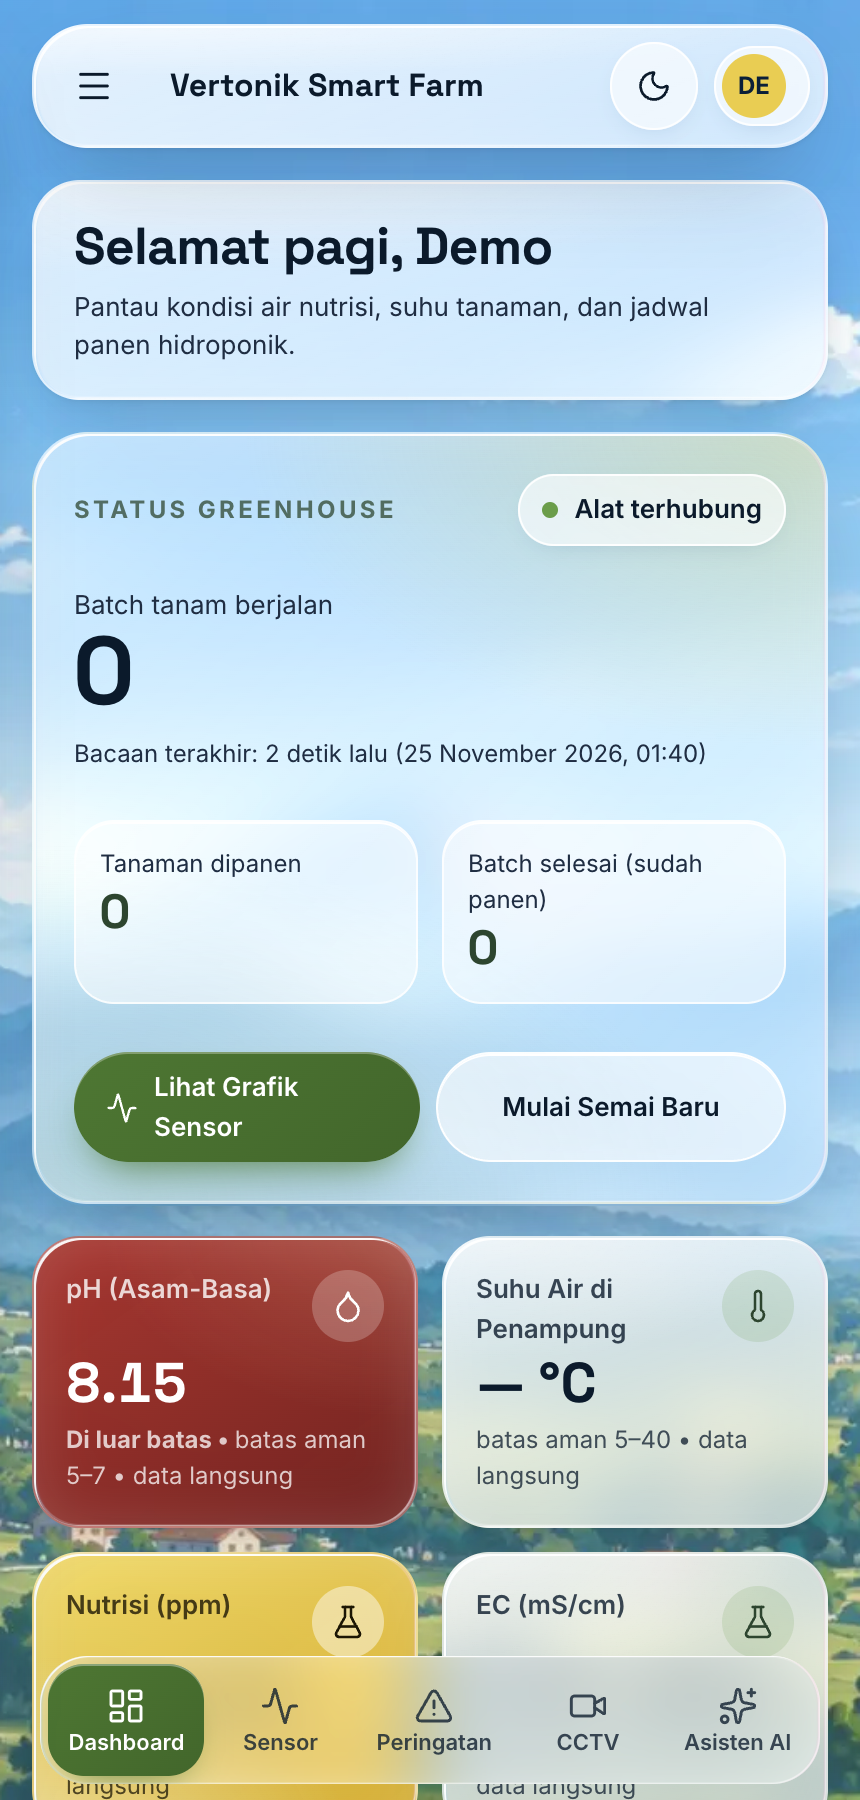 Vertonik Smart Farm
DE
Selamat pagi, Demo
Pantau kondisi air nutrisi, suhu tanaman, dan jadwal
panen hidroponik.
STATUS GREENHOUSE
Alat terhubung
Batch tanam berjalan
0
Bacaan terakhir: 2 detik lalu (25 November 2026, 01:40)
Tanaman dipanen
0
Batch selesai (sudah
panen)
0
Lihat Grafik
Sensor
Mulai Semai Baru
pH (Asam-Basa)
8.15
Di luar batas • batas aman
5–7 • data langsung
Suhu Air di
Penampung
— °C
batas aman 5–40 • data
langsung
Nutrisi (ppm)
EC (mS/cm)
Dashboard
Sensor
Peringatan
CCTV
Asisten AI
langsung
data langsung